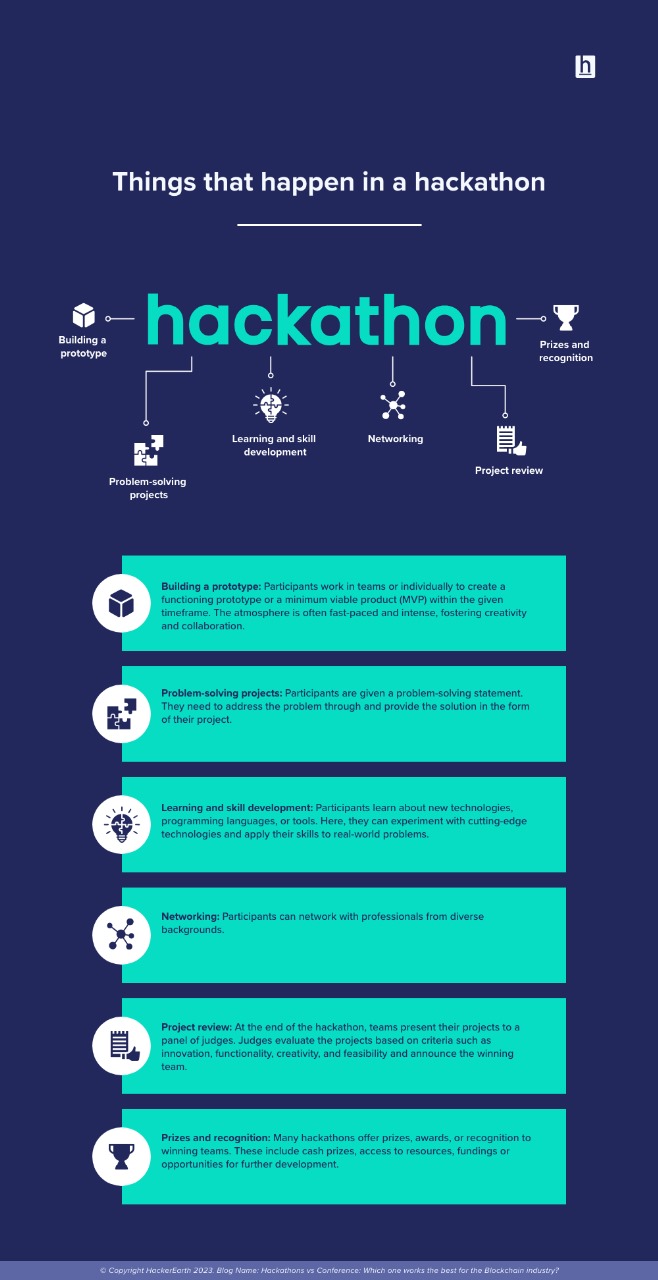 h
Things that happen in a hackathon
hackathon
Building a
prototype
Prizes and
recognition
Learning and skill
development
Networking
Project review
Problem-solving
projects
Building a prototype: Participants work in teams or individually to create a
functioning prototype or a minimum viable product (MVP) within the given
timeframe. The atmosphere is often fast-paced and intense, fostering creativity
and collaboration.
Problem-solving projects: Participants are given a problem-solving statement.
They need to address the problem through and provide the solution in the form
of their project.
Learning and skill development: Participants learn about new technologies,
programming languages, or tools. Here, they can experiment with cutting-edge
technologies and apply their skills to real-world problems.
Networking: Participants can network with professionals from diverse
backgrounds.
Project review: At the end of the hackathon, teams present their projects to a
panel of judges. Judges evaluate the projects based on criteria such as
innovation, functionality, creativity, and feasibility and announce the winning
team.
Prizes and recognition: Many hackathons offer prizes, awards, or recognition to
winning teams. These include cash prizes, access to resources, fundings or
opportunities for further development.
© Copyright HackerEarth 2023. Blog Name: Hackathons vs Conference: Which one works the best for the Blockchain industry?